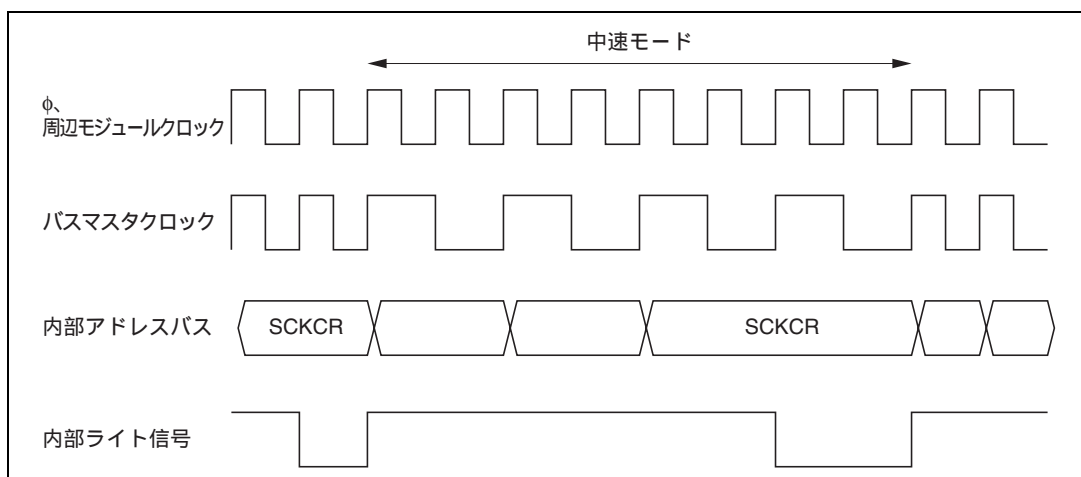 中速モード
φ、
周辺モジュールクロック
バスマスタクロック
内部アドレスバス
SCKCR
SCKCR
内部ライト信号